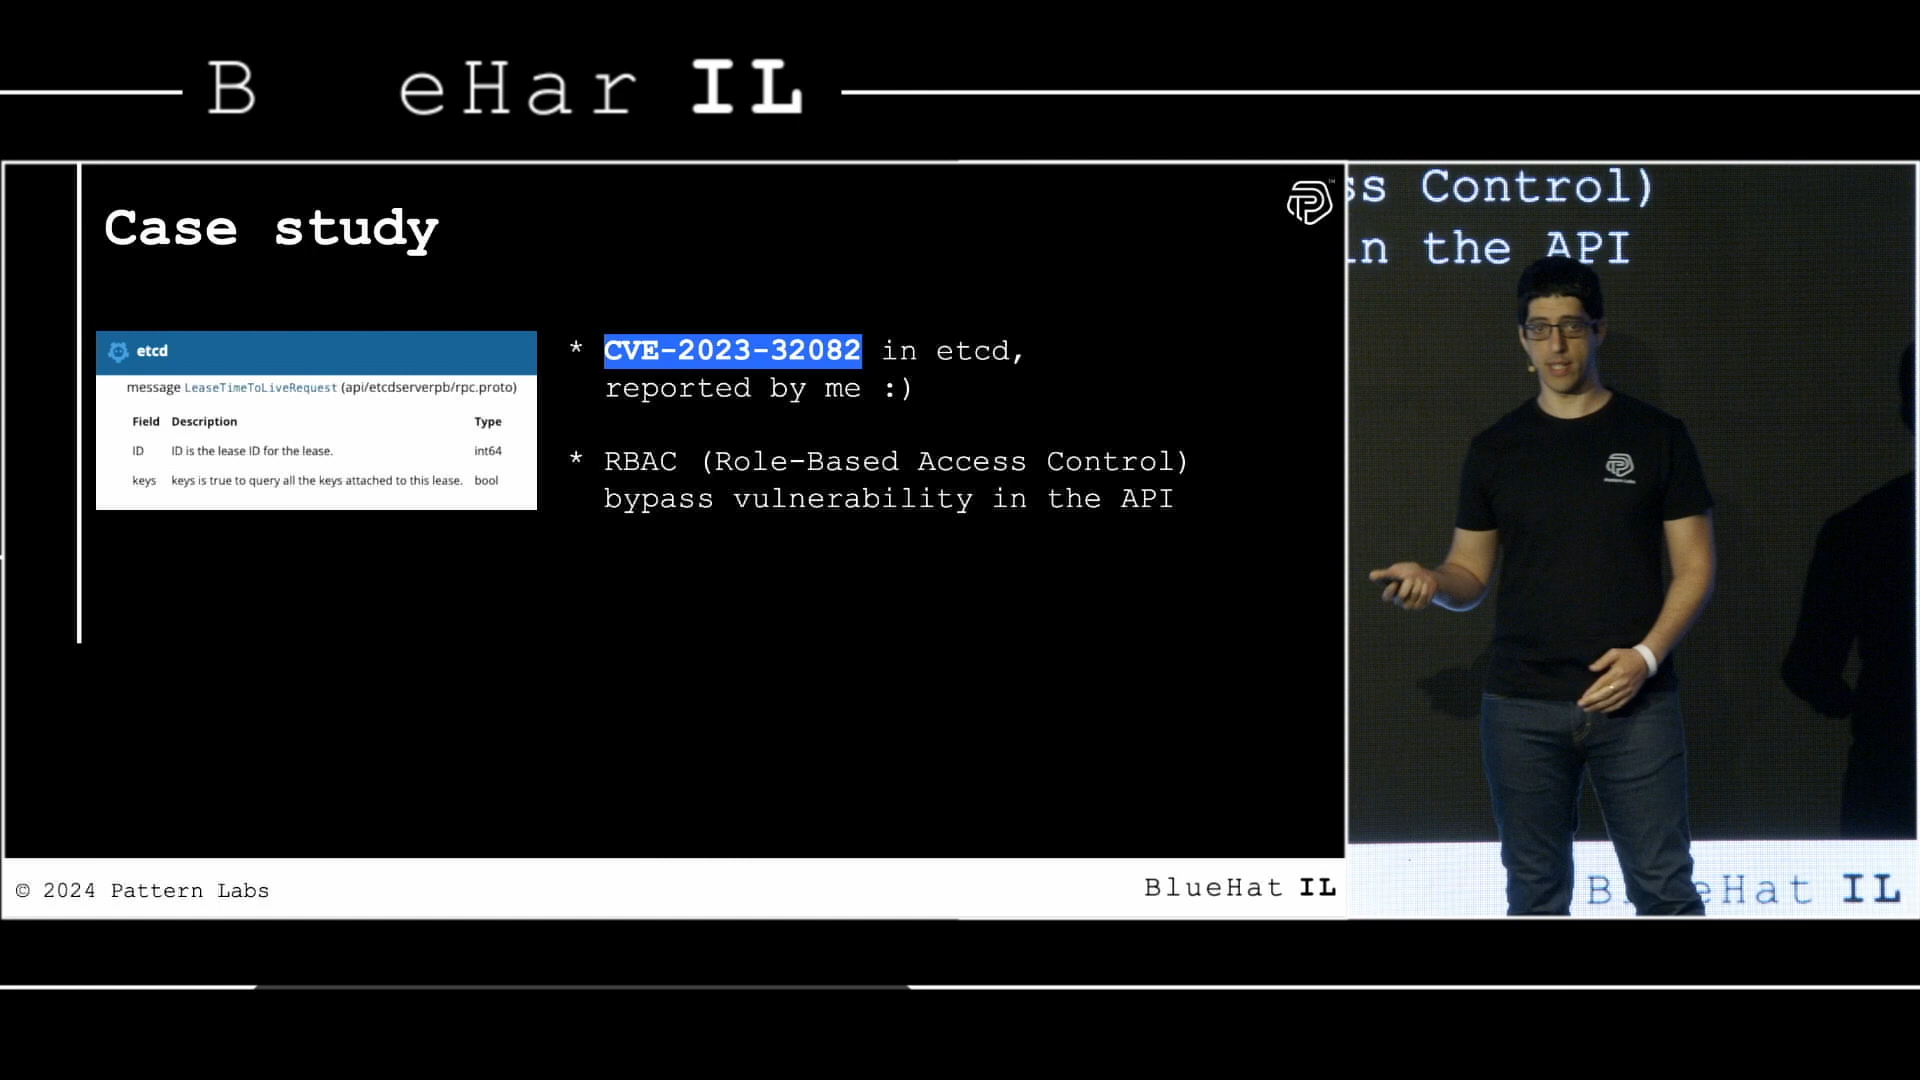 B eHar IL
Case study
etcd
message LeaseTimeToLiveRequest (api/etcdserverpb/rpc.proto)
Field Description Type
ID ID is the lease ID for the lease. int64
keys keys is true to query all the keys attached to this lease. bool
* CVE-2023-32082 in etcd,
reported by me :)
* RBAC (Role-Based Access Control)
bypass vulnerability in the API
© 2024 Pattern Labs
BlueHat IL
ss Control)
in the API
B eHat IL